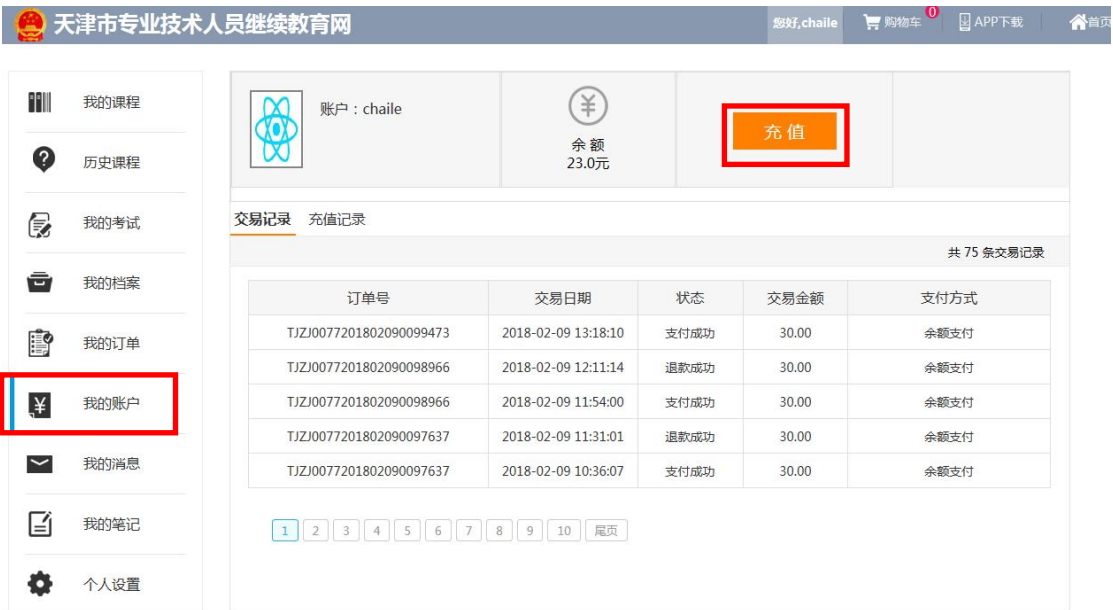 天津市专业技术人员继续教育网
您好,chaile
购物车
0
APP下载
首页
我的课程
历史课程
我的考试
我的档案
我的订单
我的账户
我的消息
我的笔记
个人设置
账户：chaile
余额
23.0元
充值
交易记录 充值记录
共 75 条交易记录
订单号 交易日期 状态 交易金额 支付方式
TJZJ0077201802090099473 2018-02-09 13:18:10 支付成功 30.00 余额支付
TJZJ0077201802090098966 2018-02-09 12:11:14 退款成功 30.00 余额支付
TJZJ0077201802090098966 2018-02-09 11:54:00 支付成功 30.00 余额支付
TJZJ0077201802090097637 2018-02-09 11:31:01 退款成功 30.00 余额支付
TJZJ0077201802090097637 2018-02-09 10:36:07 支付成功 30.00 余额支付
1 2 3 4 5 6 7 8 9 10 尾页